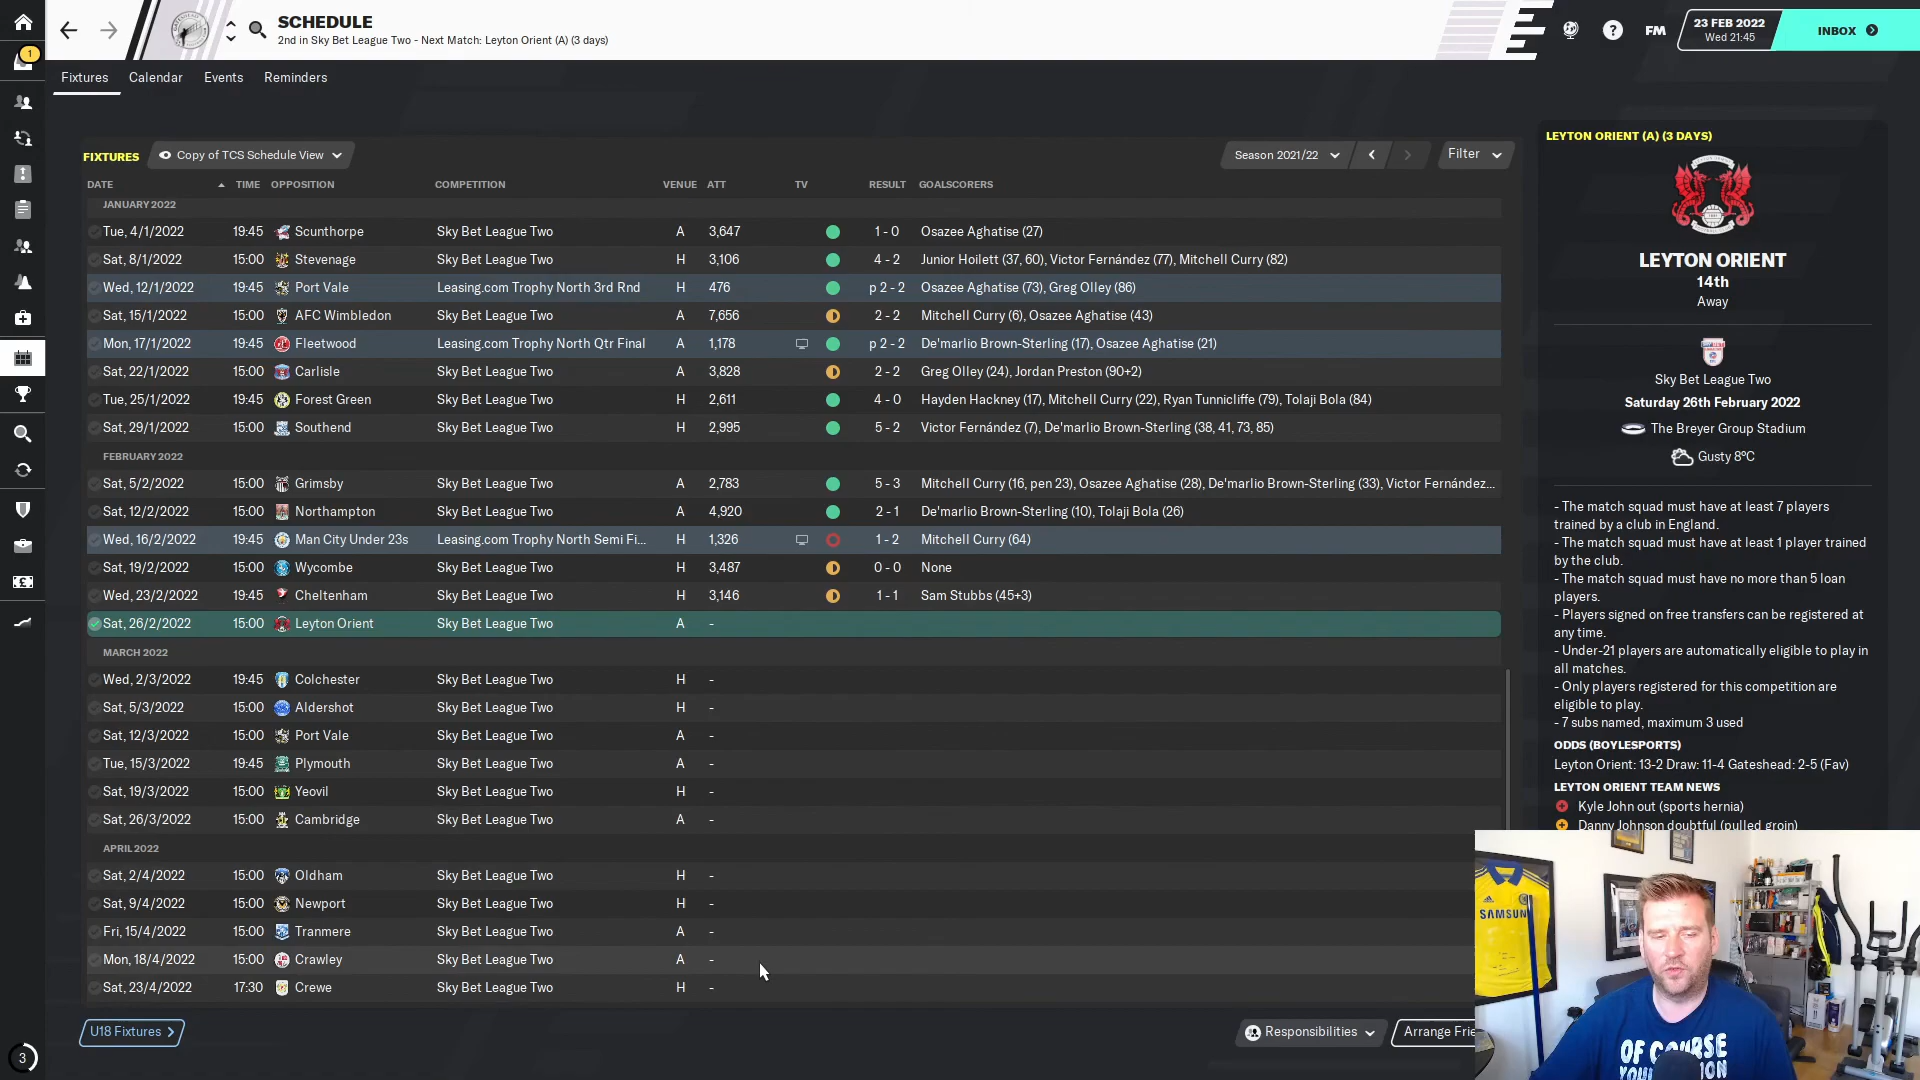 SCHEDULE
2nd in Sky Bet League Two - Next Match: Leyton Orient (A) (3 days)
FM
23 FEB 2022
Wed 21:45
INBOX
1
Fixtures Calendar Events Reminders
FIXTURES Copy of TCS Schedule View Season 2021/22 Filter
DATE TIME OPPOSITION COMPETITION VENUE ATT TV RESULT GOALSCORERS
JANUARY 2022
Tue, 4/1/2022 19:45 Scunthorpe Sky Bet League Two A 3,647 1 - 0 Osazee Aghatise (27)
Sat, 8/1/2022 15:00 Stevenage Sky Bet League Two H 3,106 4 - 2 Junior Hoilett (37, 60), Victor Fernández (77), Mitchell Curry (82)
Wed, 12/1/2022 19:45 Port Vale Leasing.com Trophy North 3rd Rnd H 476 p 2 - 2 Osazee Aghatise (73), Greg Olley (86)
Sat, 15/1/2022 15:00 AFC Wimbledon Sky Bet League Two A 7,656 2 - 2 Mitchell Curry (6), Osazee Aghatise (43)
Mon, 17/1/2022 19:45 Fleetwood Leasing.com Trophy North Qtr Final A 1,178 p 2 - 2 De'marlio Brown-Sterling (17), Osazee Aghatise (21)
Sat, 22/1/2022 15:00 Carlisle Sky Bet League Two A 3,828 2 - 2 Greg Olley (24), Jordan Preston (90+2)
Tue, 25/1/2022 19:45 Forest Green Sky Bet League Two H 2,611 4 - 0 Hayden Hackney (17), Mitchell Curry (22), Ryan Tunnicliffe (79), Tolaji Bola (84)
Sat, 29/1/2022 15:00 Southend Sky Bet League Two H 2,995 5 - 2 Victor Fernández (7), De'marlio Brown-Sterling (38, 41, 73, 85)
FEBRUARY 2022
Sat, 5/2/2022 15:00 Grimsby Sky Bet League Two A 2,783 5 - 3 Mitchell Curry (16, pen 23), Osazee Aghatise (28), De'marlio Brown-Sterling (33), Victor Fernández...
Sat, 12/2/2022 15:00 Northampton Sky Bet League Two A 4,920 2 - 1 De'marlio Brown-Sterling (10), Tolaji Bola (26)
Wed, 16/2/2022 19:45 Man City Under 23s Leasing.com Trophy North Semi Fi... H 1,326 1 - 2 Mitchell Curry (64)
Sat, 19/2/2022 15:00 Wycombe Sky Bet League Two H 3,487 0 - 0 None
Wed, 23/2/2022 19:45 Cheltenham Sky Bet League Two H 3,146 1 - 1 Sam Stubbs (45+3)
Sat, 26/2/2022 15:00 Leyton Orient Sky Bet League Two A -
MARCH 2022
Wed, 2/3/2022 19:45 Colchester Sky Bet League Two H -
Sat, 5/3/2022 15:00 Aldershot Sky Bet League Two H -
Sat, 12/3/2022 15:00 Port Vale Sky Bet League Two A -
Tue, 15/3/2022 19:45 Plymouth Sky Bet League Two A -
Sat, 19/3/2022 15:00 Yeovil Sky Bet League Two H -
Sat, 26/3/2022 15:00 Cambridge Sky Bet League Two A -
APRIL 2022
Sat, 2/4/2022 15:00 Oldham Sky Bet League Two H -
Sat, 9/4/2022 15:00 Newport Sky Bet League Two H -
Fri, 15/4/2022 15:00 Tranmere Sky Bet League Two A -
Mon, 18/4/2022 15:00 Crawley Sky Bet League Two A -
Sat, 23/4/2022 17:30 Crewe Sky Bet League Two H -
U18 Fixtures
Responsibilities
Arrange Frie
3
LEYTON ORIENT (A) (3 DAYS)
LEYTON ORIENT
14th
Away
Sky Bet League Two
Saturday 26th February 2022
The Breyer Group Stadium
Gusty 8ºC
- The match squad must have at least 7 players
trained by a club in England.
- The match squad must have at least 1 player trained
by the club.
- The match squad must have no more than 5 loan
players.
- Players signed on free transfers can be registered at
any time.
- Under-21 players are automatically eligible to play in
all matches.
- Only players registered for this competition are
eligible to play.
- 7 subs named, maximum 3 used
ODDS (BOYLESPORTS)
Leyton Orient: 13-2 Draw: 11-4 Gateshead: 2-5 (Fav)
LEYTON ORIENT TEAM NEWS
Kyle John out (sports hernia)
Danny Johnson doubtful (pulled groin)
SAMSUN
OF COURSE